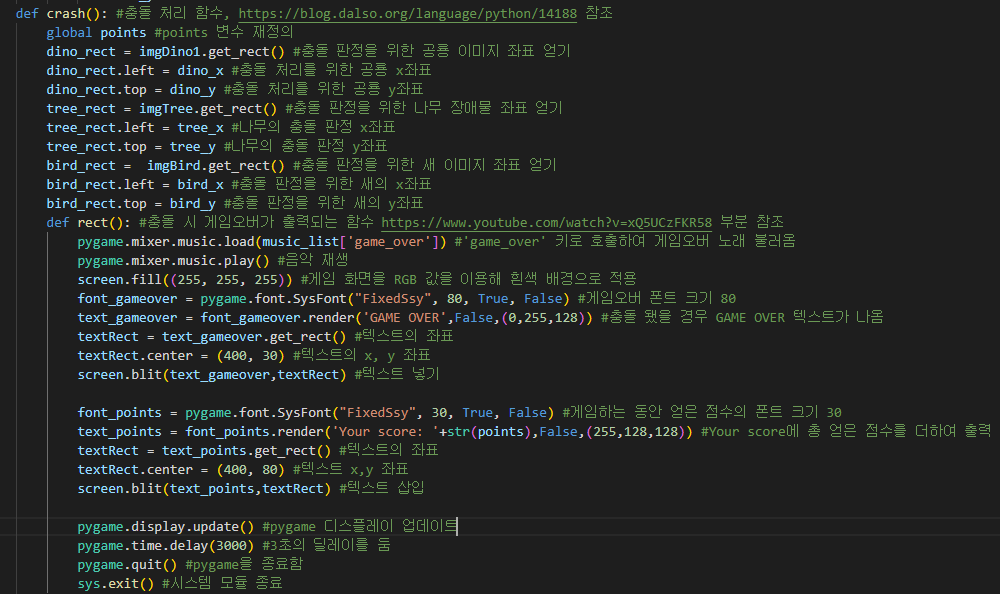 def crash(): #충돌 처리 함수, https://blog.dalso.org/language/python/14188 참조
    global points #points 변수 재정의
    dino_rect = imgDino1.get_rect() #충돌 판정을 위한 공룡 이미지 좌표 얻기
    dino_rect.left = dino_x #충돌 처리를 위한 공룡 x좌표
    dino_rect.top = dino_y #충돌 처리를 위한 공룡 y좌표
    tree_rect = imgTree.get_rect() #충돌 판정을 위한 나무 장애물 좌표 얻기
    tree_rect.left = tree_x #나무의 충돌 판정 x좌표
    tree_rect.top = tree_y #나무의 충돌 판정 y좌표
    bird_rect =  imgBird.get_rect() #충돌 판정을 위한 새 이미지 좌표 얻기
    bird_rect.left = bird_x #충돌 판정을 위한 새의 x좌표
    bird_rect.top = bird_y #충돌 판정을 위한 새의 y좌표
    def rect(): #충돌 시 게임오버가 출력되는 함수 https://www.youtube.com/watch?v=xQ5UCzFKR58 부분 참조
        pygame.mixer.music.load(music_list['game_over']) #'game_over' 키로 호출하여 게임오버 노래 불러옴
        pygame.mixer.music.play() #음악 재생
        screen.fill((255, 255, 255)) #게임 화면을 RGB 값을 이용해 흰색 배경으로 적용
        font_gameover = pygame.font.SysFont("FixedSsy", 80, True, False) #게임오버 폰트 크기 80
        text_gameover = font_gameover.render('GAME OVER',False,(0,255,128)) #충돌 됐을 경우 GAME OVER 텍스트가 나옴
        textRect = text_gameover.get_rect() #텍스트의 좌표
        textRect.center = (400, 30) #텍스트의 x, y 좌표
        screen.blit(text_gameover,textRect) #텍스트 넣기

        font_points = pygame.font.SysFont("FixedSsy", 30, True, False) #게임하는 동안 얻은 점수의 폰트 크기 30
        text_points = font_points.render('Your score: '+str(points),False,(255,128,128)) #Your score에 총 얻은 점수를 더하여 출력
        textRect = text_points.get_rect() #텍스트의 좌표
        textRect.center = (400, 80) #텍스트 x,y 좌표
        screen.blit(text_points,textRect) #텍스트 삽입

        pygame.display.update() #pygame 디스플레이 업데이트
        pygame.time.delay(3000) #3초의 딜레이를 둠
        pygame.quit() #pygame을 종료함
        sys.exit() #시스템 모듈 종료